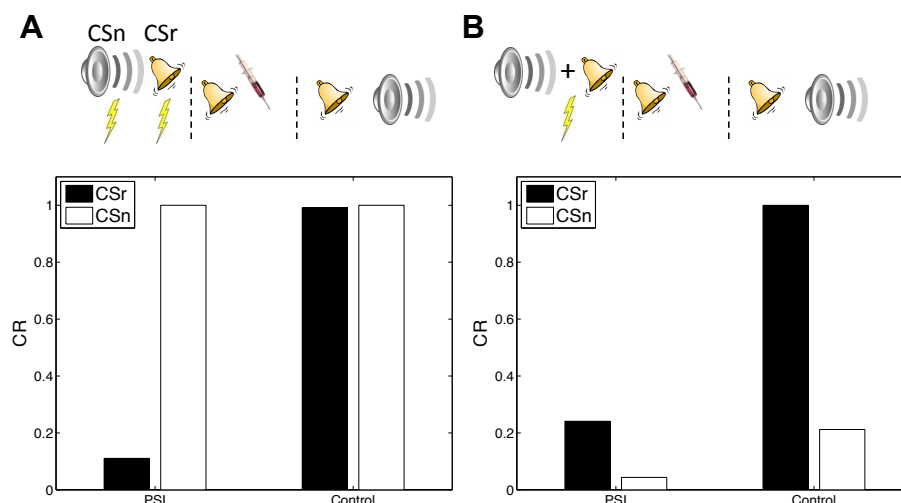 A
CSn CSr
CSr
CSn
1
0.8
0.6
0.4
0.2
0
CR
PSI
Control
B
+
CSr
CSn
1
0.8
0.6
0.4
0.2
0
CR
PSI
Control